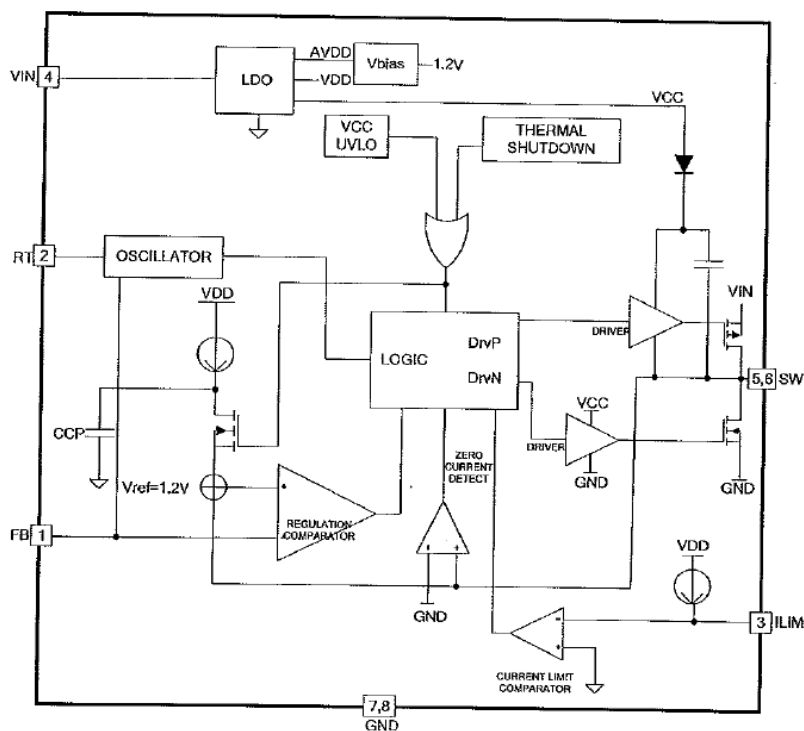 AVDD
Vbias
1.2V
VIN 4
LDO
VDD
VCC
VCC
UVLO
THERMAL
SHUTDOWN
RT 2
OSCILLATOR
VDD
VIN
DRIVER
DrvP
LOGIC
DrvN
5,6 SW
CCP
VCC
DRIVER
ZERO
CURRENT
DETECT
GND
GND
Vref=1.2V
REGULATION
COMPARATOR
FB 1
VDD
GND
3 ILIM
CURRENT LIMIT
COMPARATOR
7,8
GND